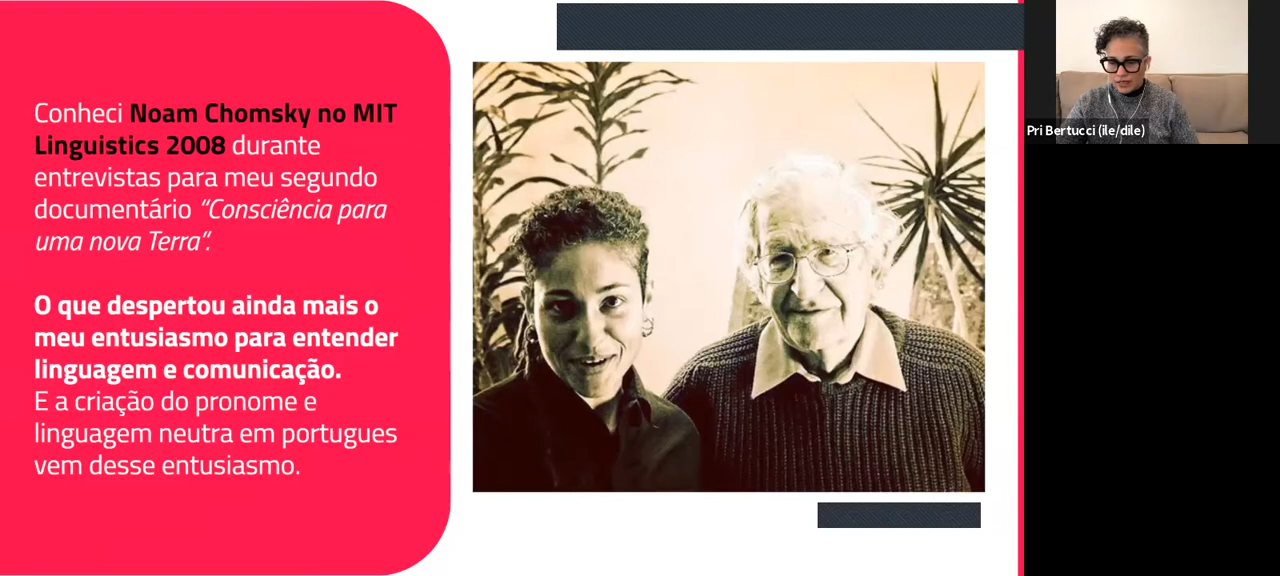 Conheci Noam Chomsky no MIT
Linguistics 2008 durante
entrevistas para meu segundo
documentário “Consciência para
uma nova Terra”.
O que despertou ainda mais o
meu entusiasmo para entender
linguagem e comunicação.
E a criação do pronome e
linguagem neutra em portugues
vem desse entusiasmo.
Pri Bertucci (ile/dile)